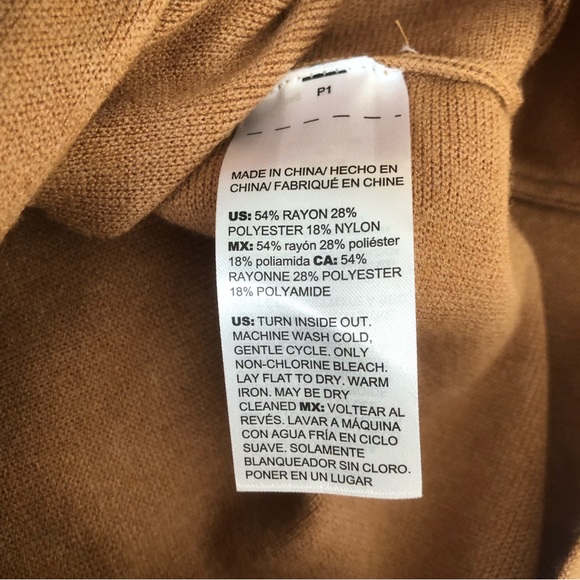 P1
MADE IN CHINA/ HECHO EN
CHINA/ FABRIQUÉ EN CHINE
US: 54% RAYON 28%
POLYESTER 18% NYLON
MX: 54% rayón 28% poliéster
18% poliamida CA: 54%
RAYONNE 28% POLYESTER
18% POLYAMIDE
US: TURN INSIDE OUT.
MACHINE WASH COLD,
GENTLE CYCLE. ONLY
NON-CHLORINE BLEACH.
LAY FLAT TO DRY. WARM
IRON. MAY BE DRY
CLEANED MX: VOLTEAR AL
REVÉS. LAVAR A MÁQUINA
CON AGUA FRÍA EN CICLO
SUAVE. SOLAMENTE
BLANQUEADOR SIN CLORO.
PONER EN UN LUGAR